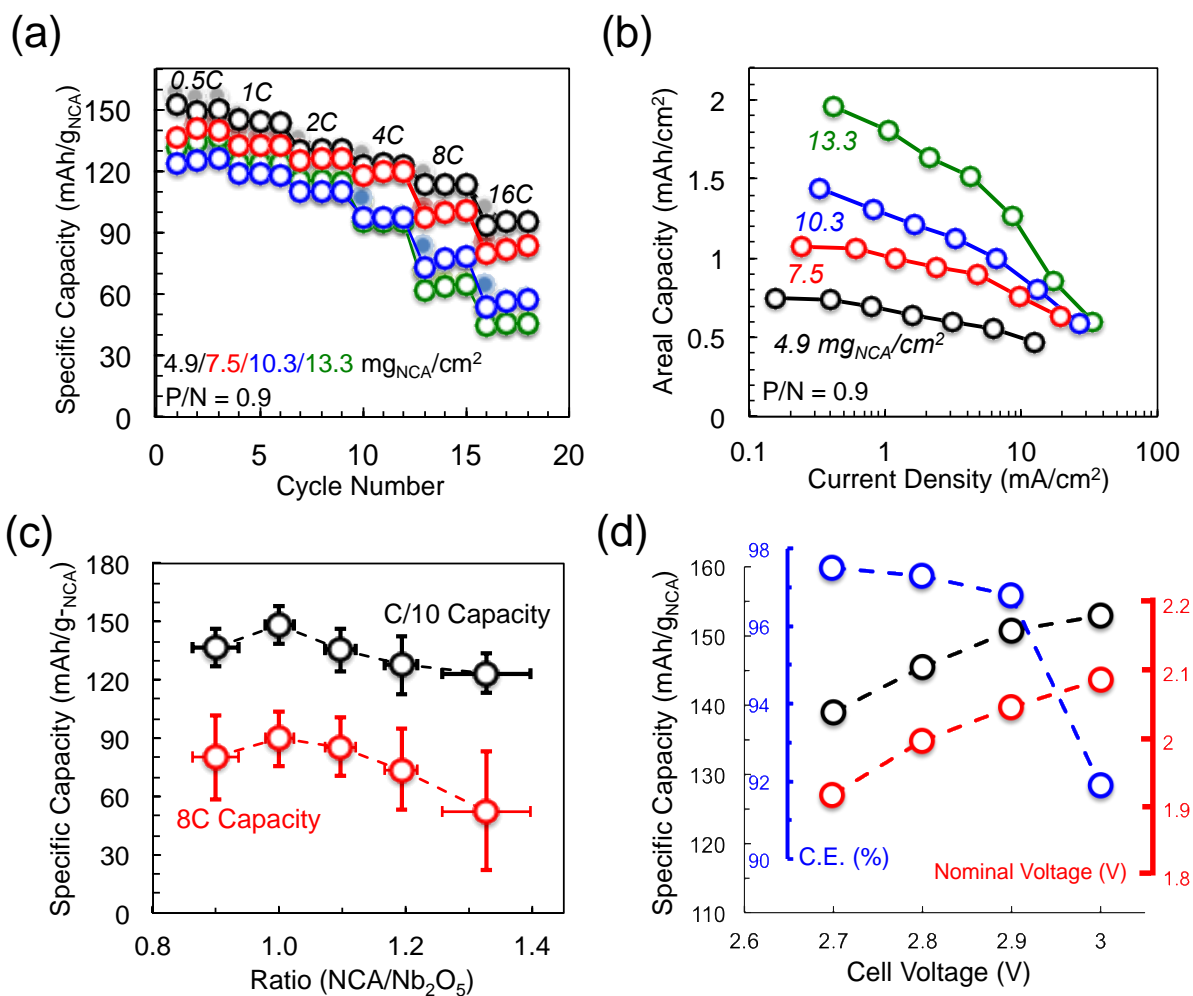 (a)
Specific Capacity (mAh/g_NCA)
180
150
120
90
60
30
0
0.5C
1C
2C
4C
8C
16C
4.9/7.5/10.3/13.3 mg_NCA/cm²
P/N = 0.9
0 5 10 15 20
Cycle Number
(b)
Areal Capacity (mAh/cm²)
2
1.5
1
0.5
0
13.3
10.3
7.5
4.9 mg_NCA/cm²
P/N = 0.9
0.1 1 10 100
Current Density (mA/cm²)
(c)
Specific Capacity (mAh/g-NCA)
180
150
120
90
60
30
0
C/10 Capacity
8C Capacity
0.8 1.0 1.2 1.4
Ratio (NCA/Nb₂O₅)
(d)
Specific Capacity (mAh/g_NCA)
160
150
140
130
120
110
98
96
94
92
90
C.E. (%)
2.2
2.1
2
1.9
1.8
Nominal Voltage (V)
2.6 2.7 2.8 2.9 3
Cell Voltage (V)